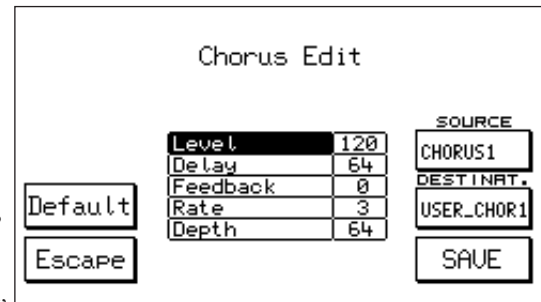 Chorus Edit
SOURCE
Level 120
CHORUS1
Delay 64
DESTINAT.
Feedback 0
Default
Rate 3
USER_CHOR1
Depth 64
Escape
SAVE